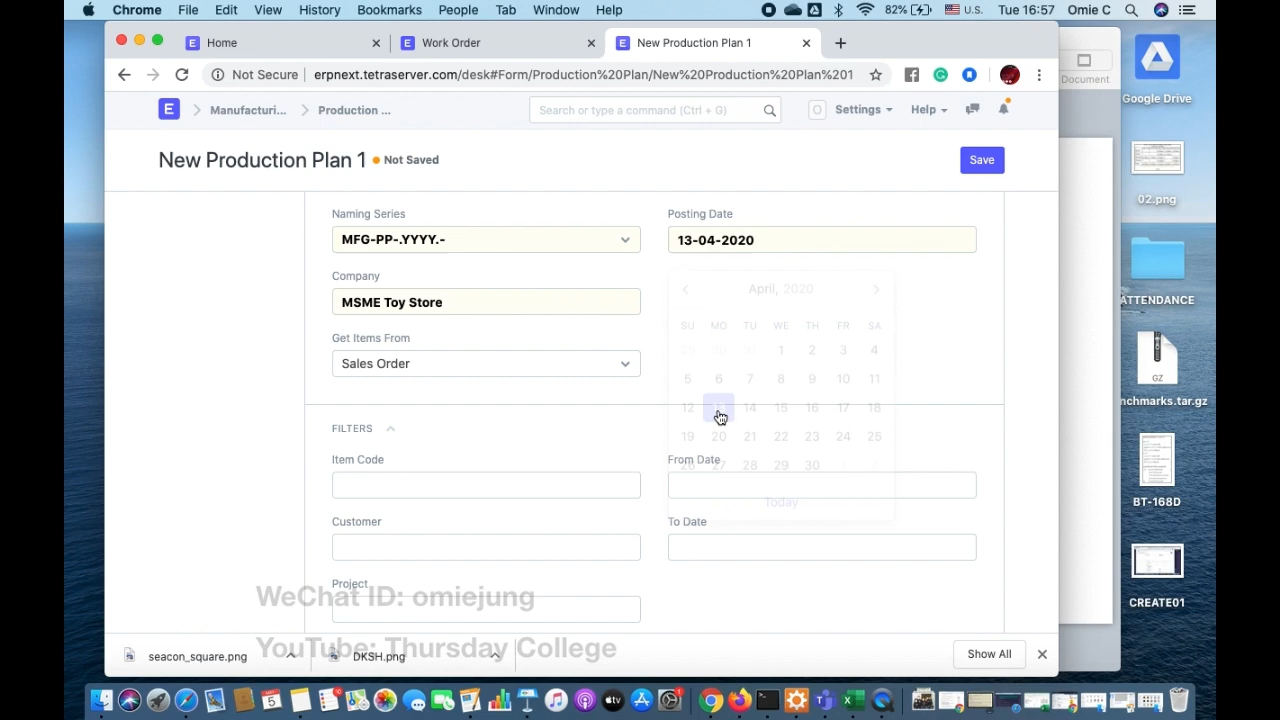 Chrome File Edit View History Bookmarks People Tab Window Help 82% U.S. Tue 16:57 Omie C
Home
Work Order
New Production Plan 1
Not Secure
erpnext.tetraserver.com/desk#Form/Production%20Plan/New%20Production%20Plan%201
Document
Google Drive
E
Manufacturi...
Production ...
Search or type a command (Ctrl + G)
O
Settings
Help
New Production Plan 1
Not Saved
Save
02.png
Naming Series
MFG-PP-.YYYY.-
Posting Date
13-04-2020
Company
MSME Toy Store
April, 2020
SU MO TU WE TH FR SA
2 3 4
5 6 7 8 9 10 11
12 14 15 16 17 18
19 20 21 22 23 24 25
28 29 30
Today
Get Items From
Sales Order
FILTERS
Item Code
From Date
Customer
To Date
Project
ATTENDANCE
GZ
nchmarks.tar.gz
BT-168D
CREATE01
WeChat ID:
YouTube: Thursday College
seacon_square.png
DKSH.png
Show All